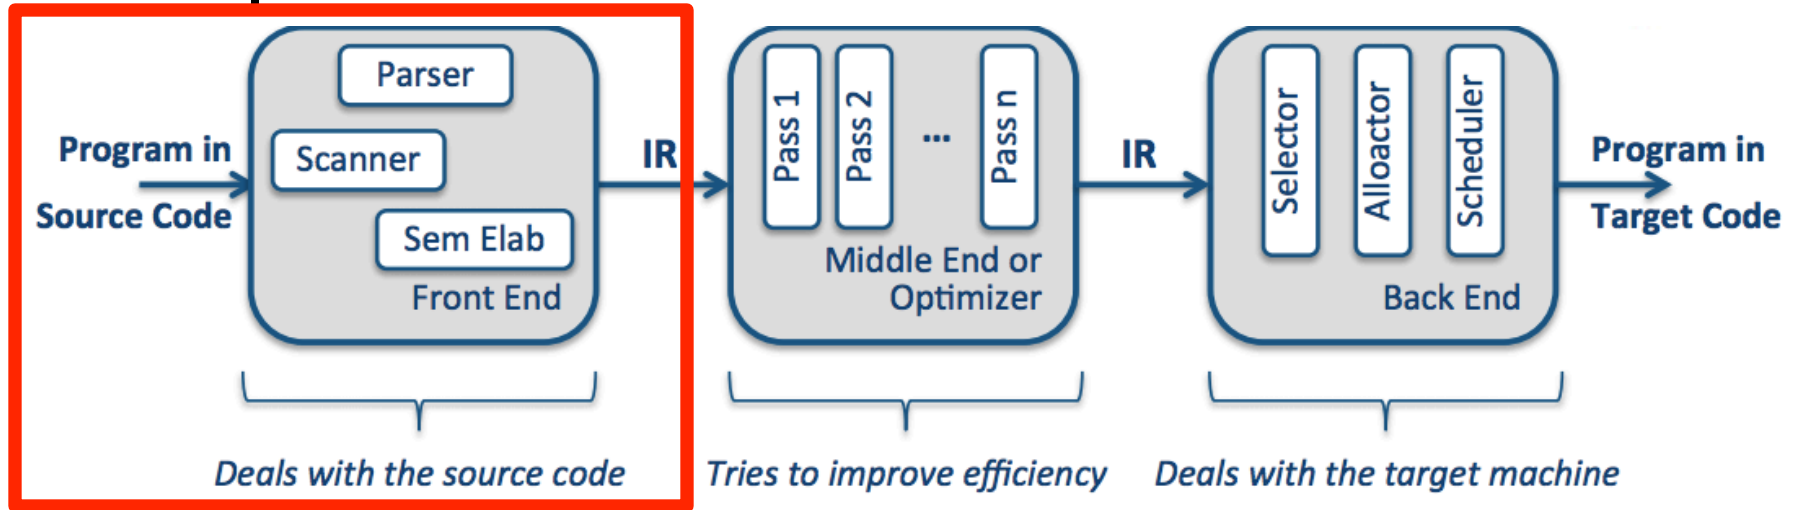 Program in
Source Code
Parser
Scanner
Sem Elab
Front End
Deals with the source code
IR
Pass 1
Pass 2
...
Pass n
Middle End or
Optimizer
Tries to improve efficiency
IR
Selector
Alloactor
Scheduler
Back End
Deals with the target machine
Program in
Target Code